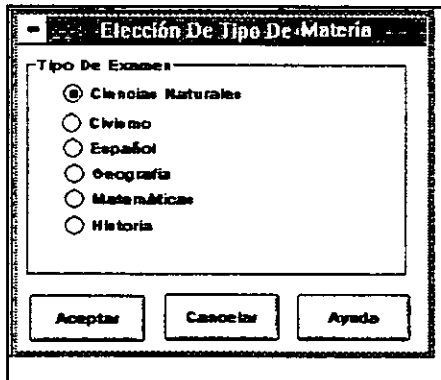 Elección De Tipo De Materia
Tipo De Examen
Ciencias Naturales
Civismo
Español
Geografía
Matemáticas
Historia
Aceptar Cancelar Ayuda